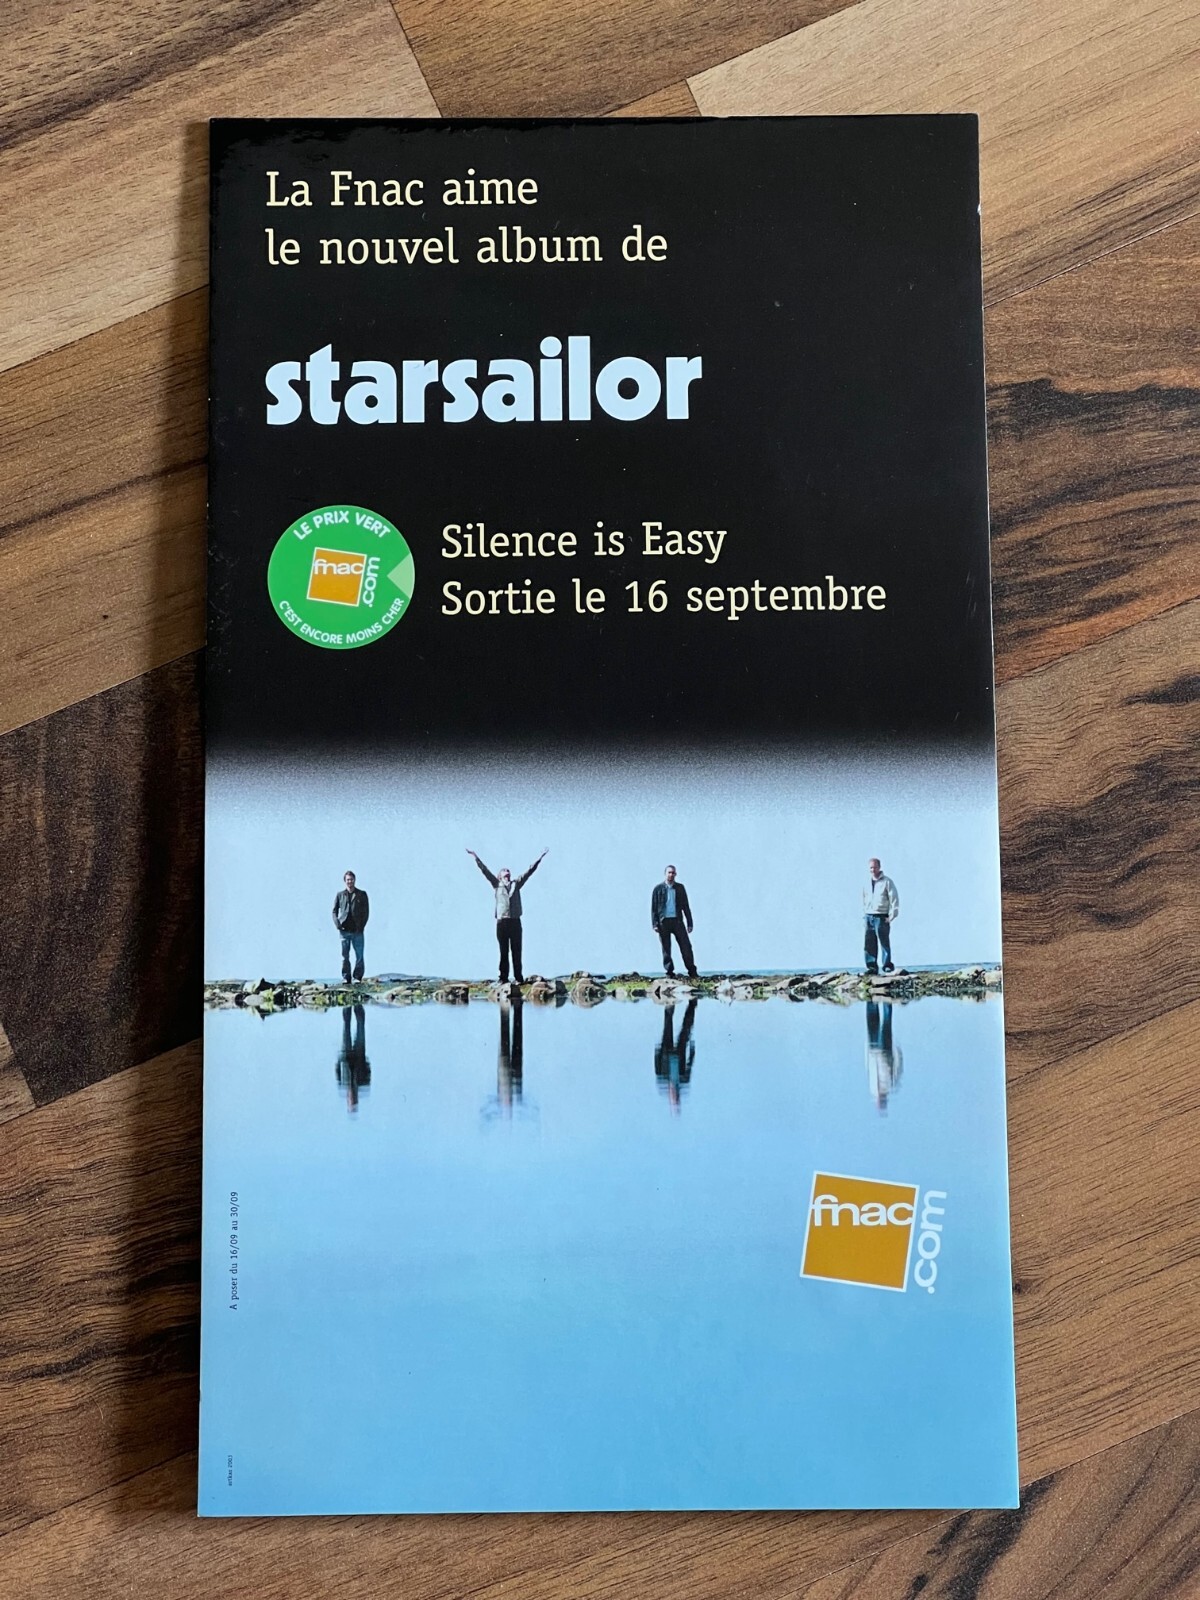 La Fnac aime
le nouvel album de
starsailor
LE PRIX VERT
fnac
.com
C'EST ENCORE MOINS CHER
Silence is Easy
Sortie le 16 septembre
fnac
.com
A poser du 16/09 au 30/09